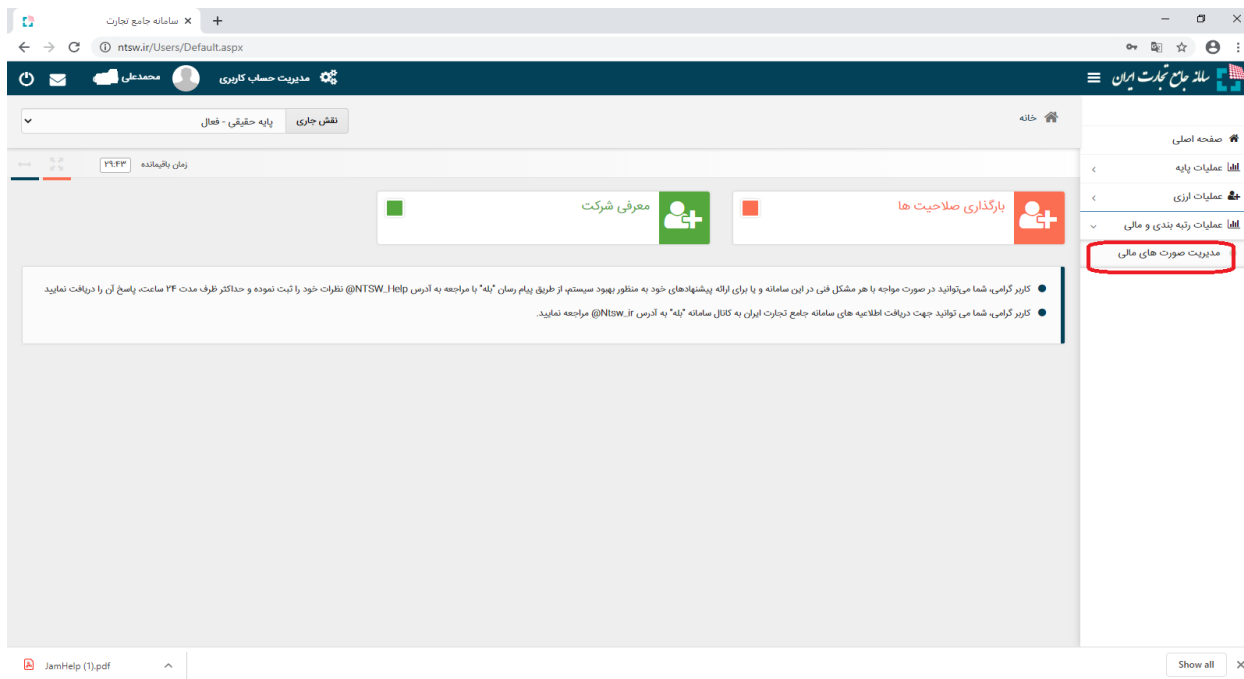 سامانه جامع تجارت
ntsw.ir/Users/Default.aspx
سامانه جامع تجارت ایران
مدیریت حساب کاربری
محمدعلی
خانه
نقش جاری
پایه حقیقی - فعال
زمان باقیمانده ۲۹:۴۳
صفحه اصلی
عملیات پایه
عملیات ارزی
عملیات رتبه بندی و مالی
مدیریت صورت های مالی
بارگذاری صلاحیت ها
معرفی شرکت
کاربر گرامی، شما می‌توانید در صورت مواجه با هر مشکل فنی در این سامانه و یا برای ارائه پیشنهادهای خود به منظور بهبود سیستم، از طریق پیام رسان "بله" با مراجعه به آدرس NTSW_Help@ نظرات خود را ثبت نموده و حداکثر ظرف مدت ۲۴ ساعت، پاسخ آن را دریافت نمایید
کاربر گرامی، شما می توانید جهت دریافت اطلاعیه های سامانه جامع تجارت ایران به کانال سامانه "بله" به آدرس Ntsw_ir@ مراجعه نمایید.
JamHelp (1).pdf
Show all